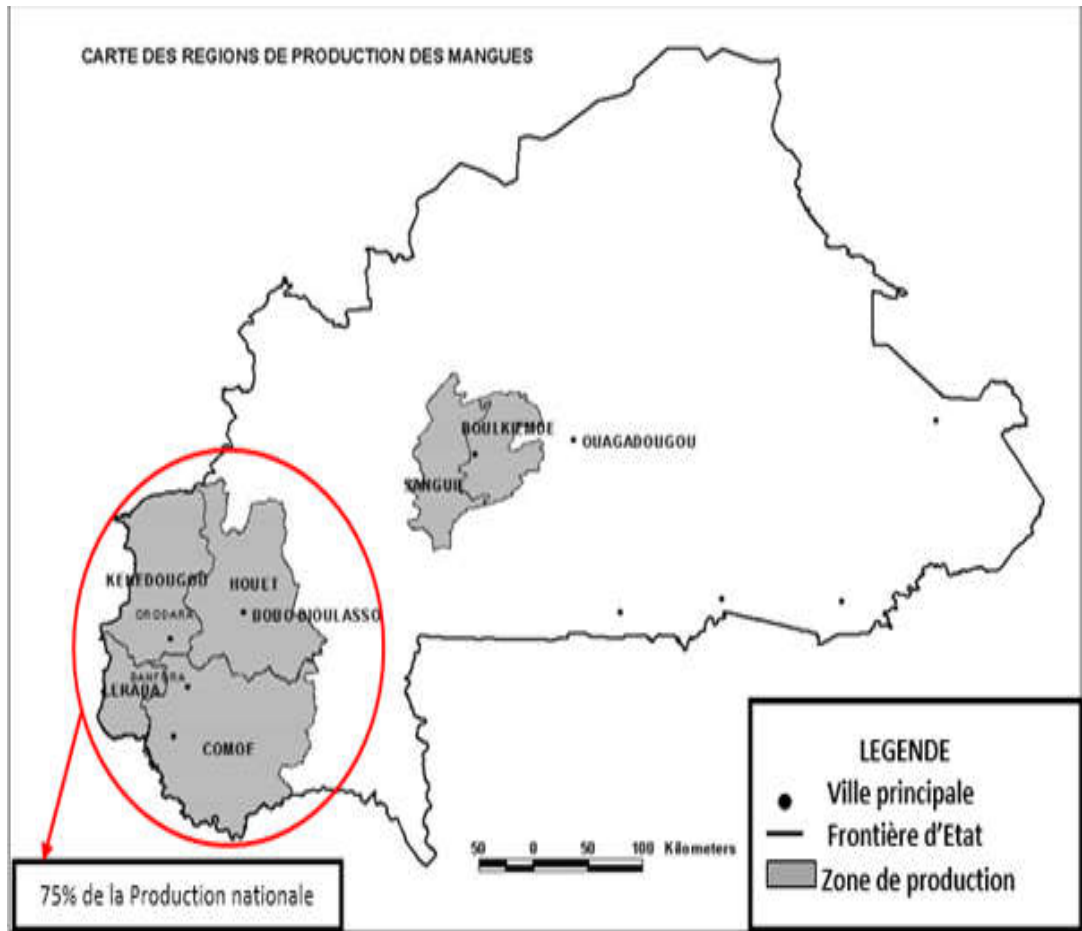 CARTE DES REGIONS DE PRODUCTION DES MANGUES
BOULKIEMDE
OUAGADOUGOU
SANGUIE
KENEDOUGOU
HOUET
ORODARA
BOBO-DIOULASSO
BANFORA
LERABA
COMOE
LEGENDE
Ville principale
Frontière d'Etat
Zone de production
50 0 50 100 Kilometers
75% de la Production nationale